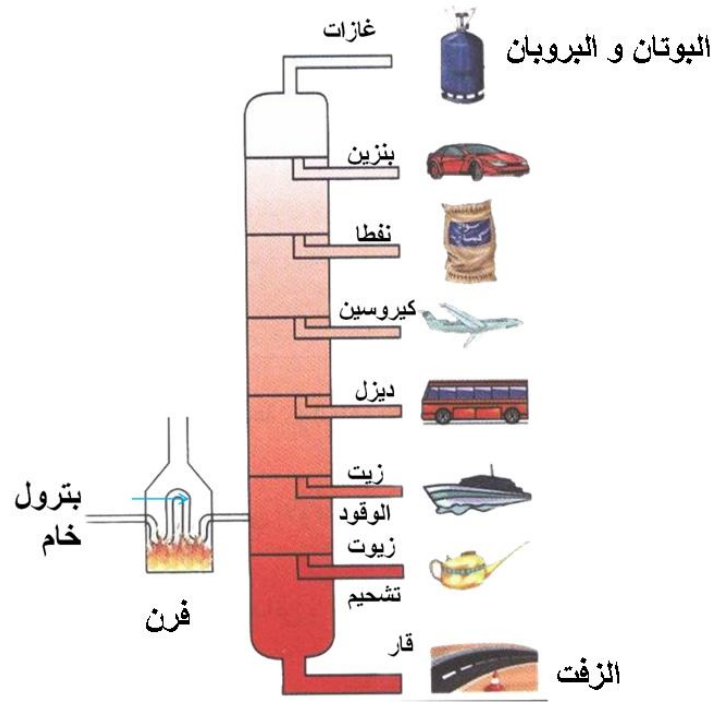 غازات
البوتان و البروبان
بنزين
نفطا
كيروسين
ديزل
زيت
الوقود
بترول
خام
زيوت
تشحيم
فرن
قار
الزفت